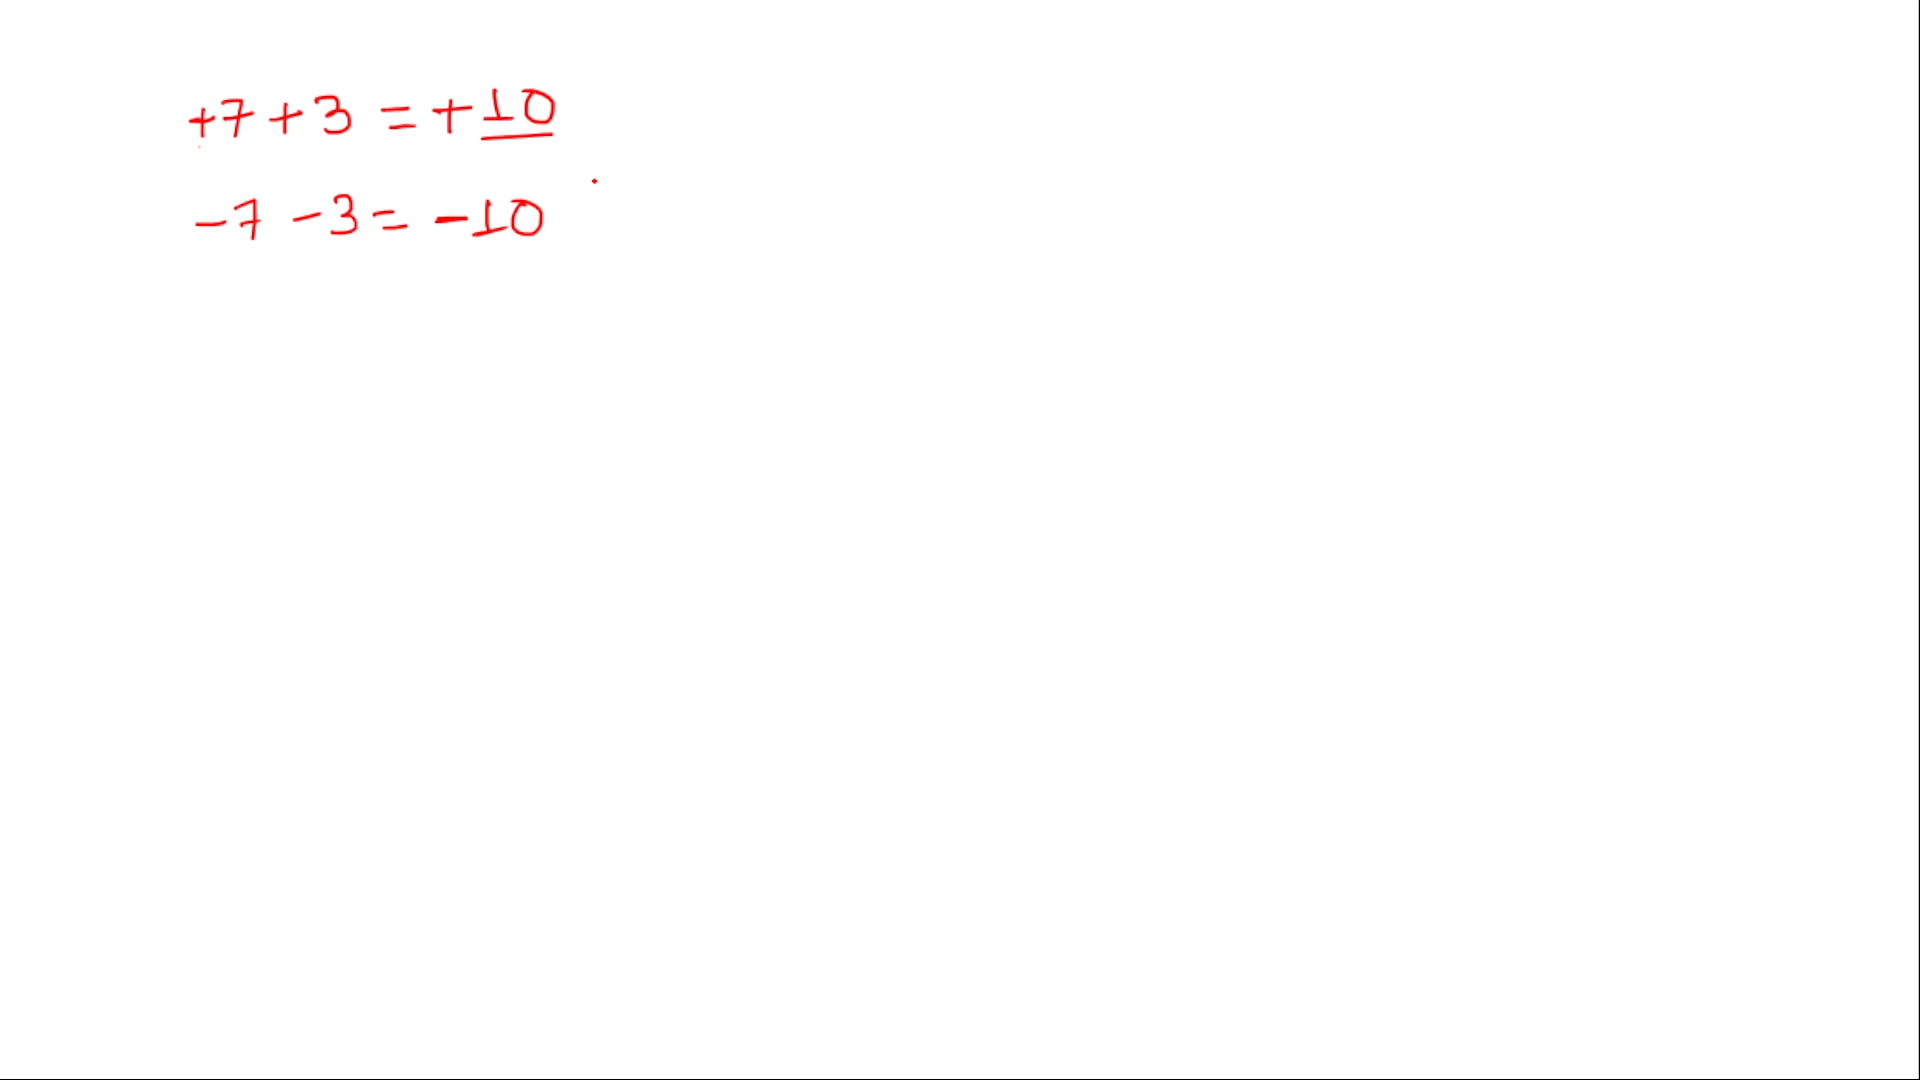 +7+3 = +10
-7-3 = -10